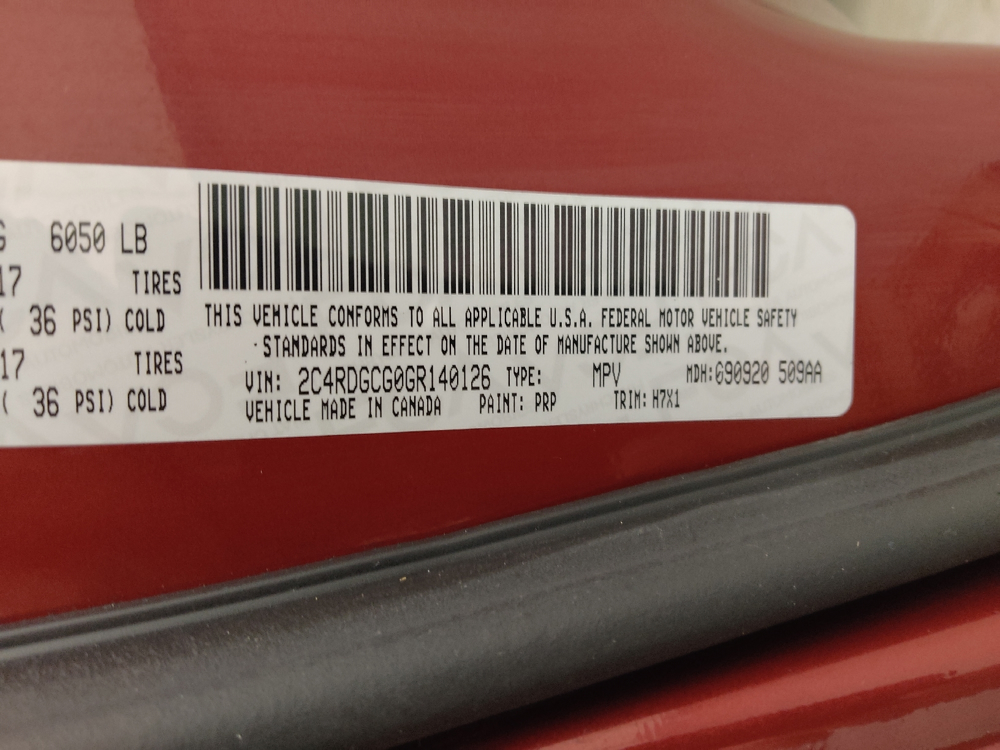 G 6050 LB
17 TIRES
( 36 PSI) COLD
17 TIRES
( 36 PSI) COLD
THIS VEHICLE CONFORMS TO ALL APPLICABLE U.S.A. FEDERAL MOTOR VEHICLE SAFETY
STANDARDS IN EFFECT ON THE DATE OF MANUFACTURE SHOWN ABOVE.
VIN: 2C4RDGCG0GR140126 TYPE: MPV MDH:090920 509AA
VEHICLE MADE IN CANADA PAINT: PRP TRIM: H7X1